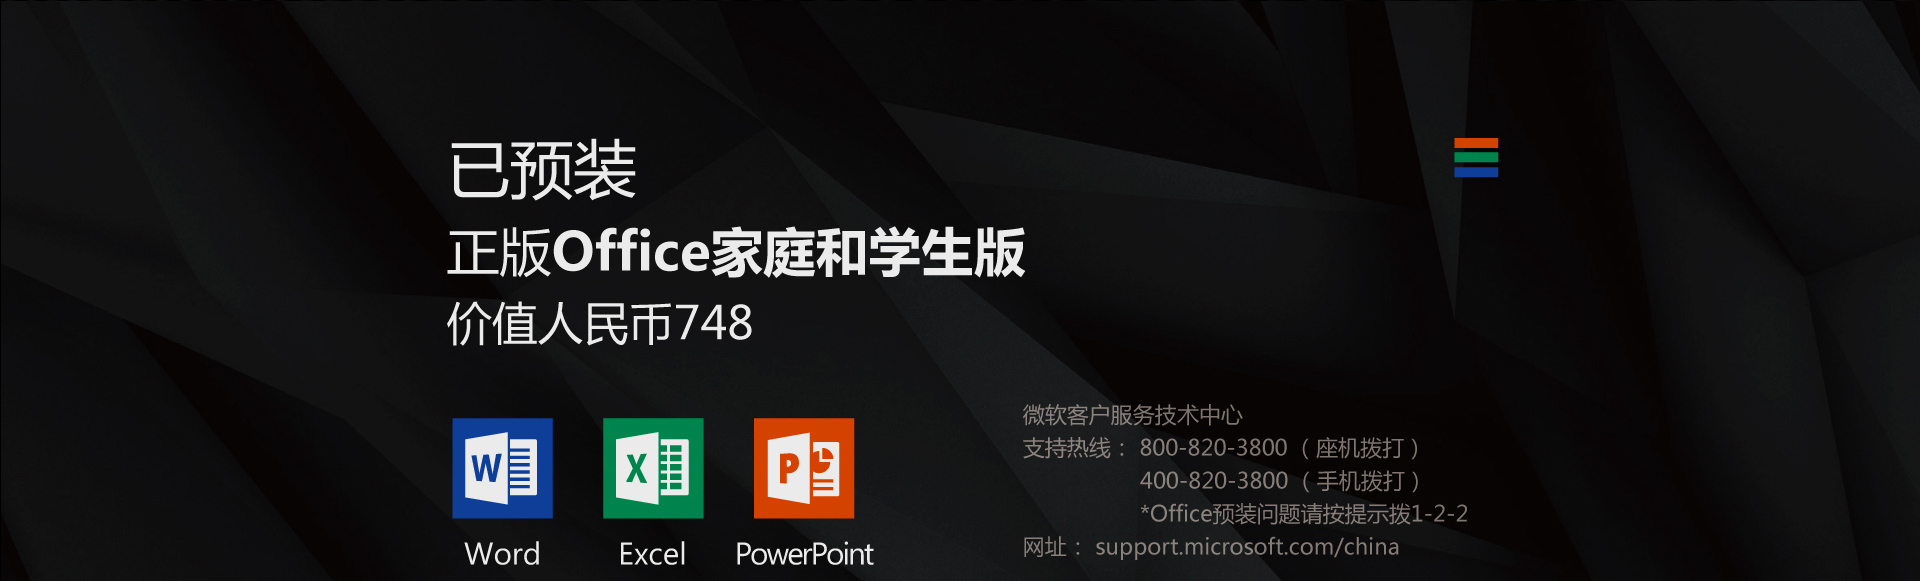 已预装
正版Office家庭和学生版
价值人民币748
W
X
P
Word
Excel
PowerPoint
微软客户服务技术中心
支持热线： 800-820-3800（座机拨打）
400-820-3800（手机拨打）
*Office预装问题请按提示拨1-2-2
网址： support.microsoft.com/china